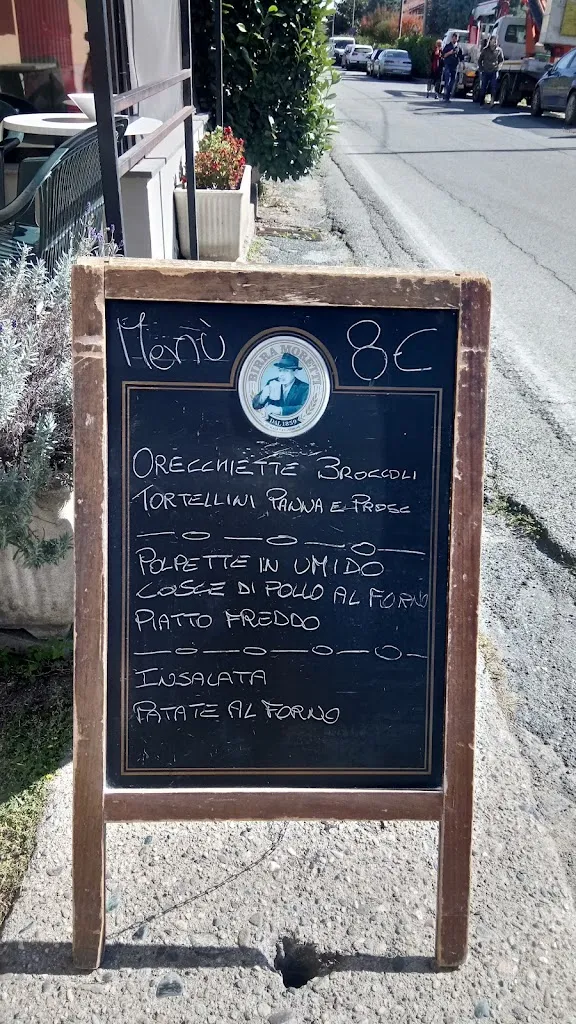 Menù 8€
BIRRA MORETTI
DAL 1859
ORECCHIETTE BROCCOLI
TORTELLINI PANNA E PROSC
POLPETTE IN UMIDO
COSCE DI POLLO AL FORNO
PIATTO FREDDO
INSALATA
PATATE AL FORNO